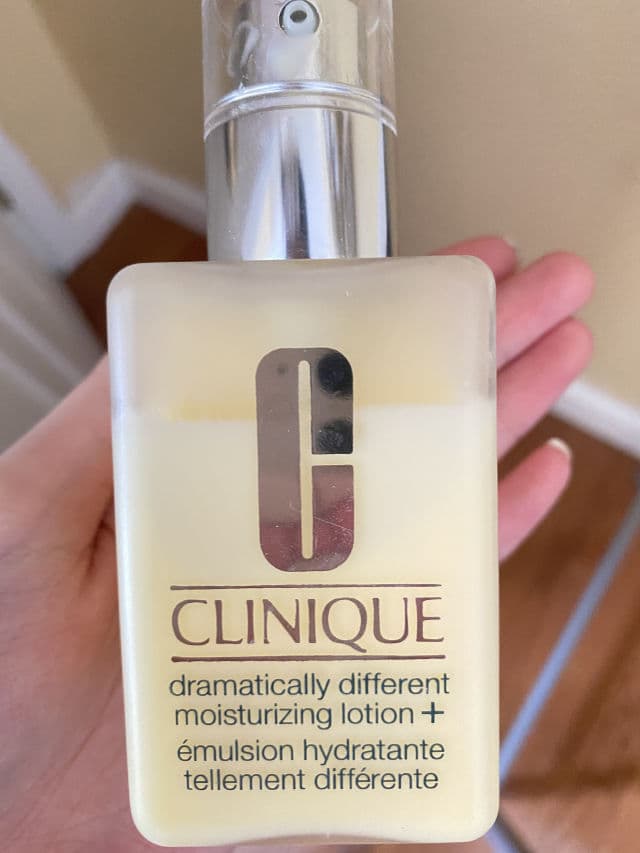 C
CLINIQUE
dramatically different
moisturizing lotion +
émulsion hydratante
tellement différente